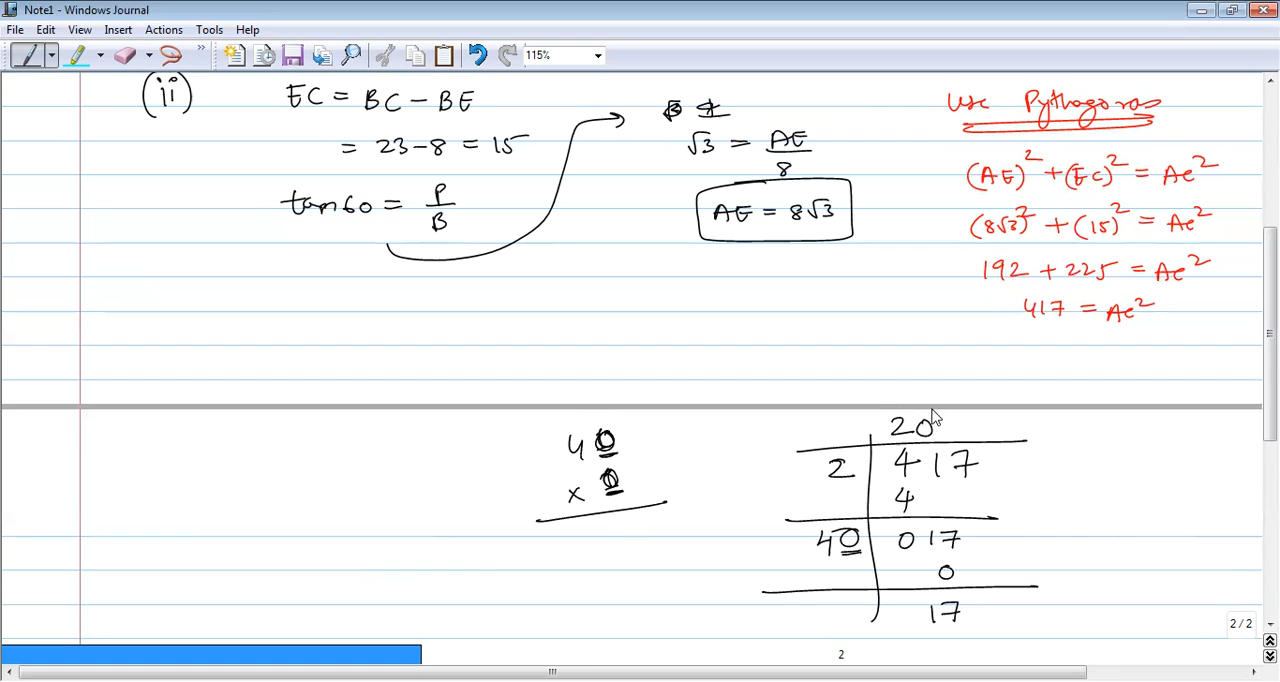 Note1 - Windows Journal
File Edit View Insert Actions Tools Help
115%
(ii) EC = BC - BE
= 23-8 = 15
tan60 = P/B
√3 = AE/8
AE = 8√3
Use Pythagoras
(AE)² + (EC)² = Ac²
(8√3)² + (15)² = Ac²
192 + 225 = Ac²
417 = Ac²
40
x 0
20
2 417
4
40 017
0
17
2/2
2